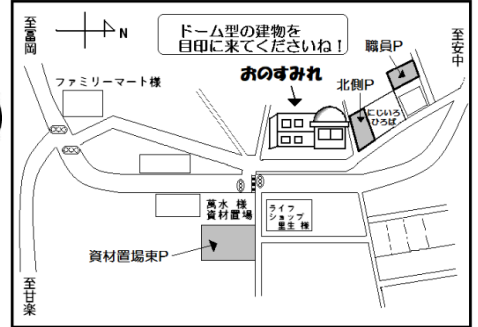 至富岡
N
ドーム型の建物を
目印に来てくださいね！
至安中
職員P
ファミリーマート様
おのすみれ
北側P
にじいろ
ひろば
萬水 様
資材置場
ライフ
ショップ
里生 様
資材置場東P
至甘楽